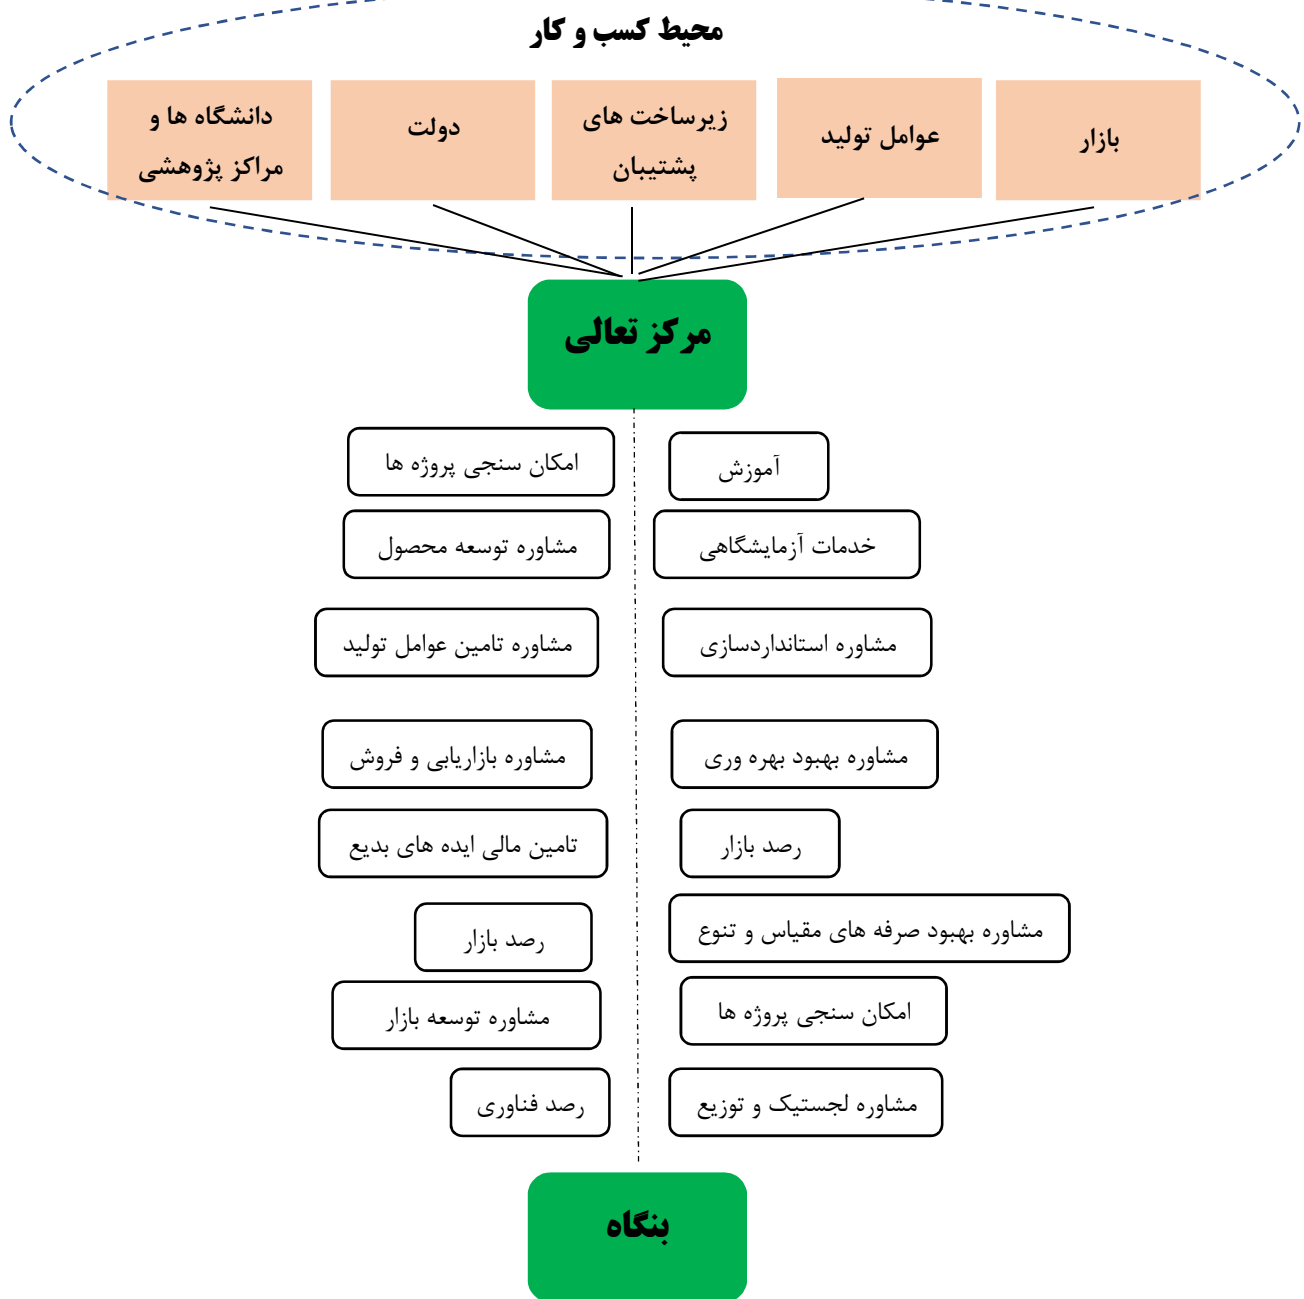 محیط کسب و کار
بازار
عوامل تولید
زیرساخت های
پشتیبان
دولت
دانشگاه ها و
مراکز پژوهشی
مرکز تعالی
آموزش
امکان سنجی پروژه ها
خدمات آزمایشگاهی
مشاوره توسعه محصول
مشاوره استانداردسازی
مشاوره تامین عوامل تولید
مشاوره بهبود بهره وری
مشاوره بازاریابی و فروش
رصد بازار
تامین مالی ایده های بدیع
مشاوره بهبود صرفه های مقیاس و تنوع
رصد بازار
امکان سنجی پروژه ها
مشاوره توسعه بازار
مشاوره لجستیک و توزیع
رصد فناوری
بنگاه